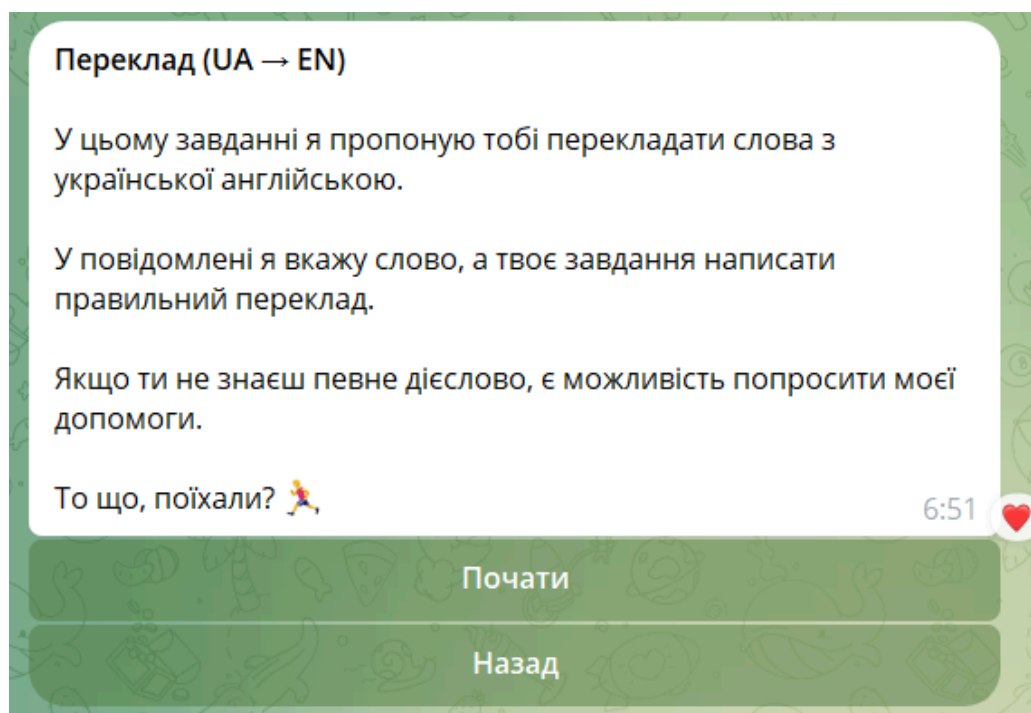 Переклад (UA → EN)
У цьому завданні я пропоную тобі перекладати слова з
української англійською.
У повідомлені я вкажу слово, а твоє завдання написати
правильний переклад.
Якщо ти не знаєш певне дієслово, є можливість попросити моєї
допомоги.
То що, поїхали? 🏃
6:51
Почати
Назад